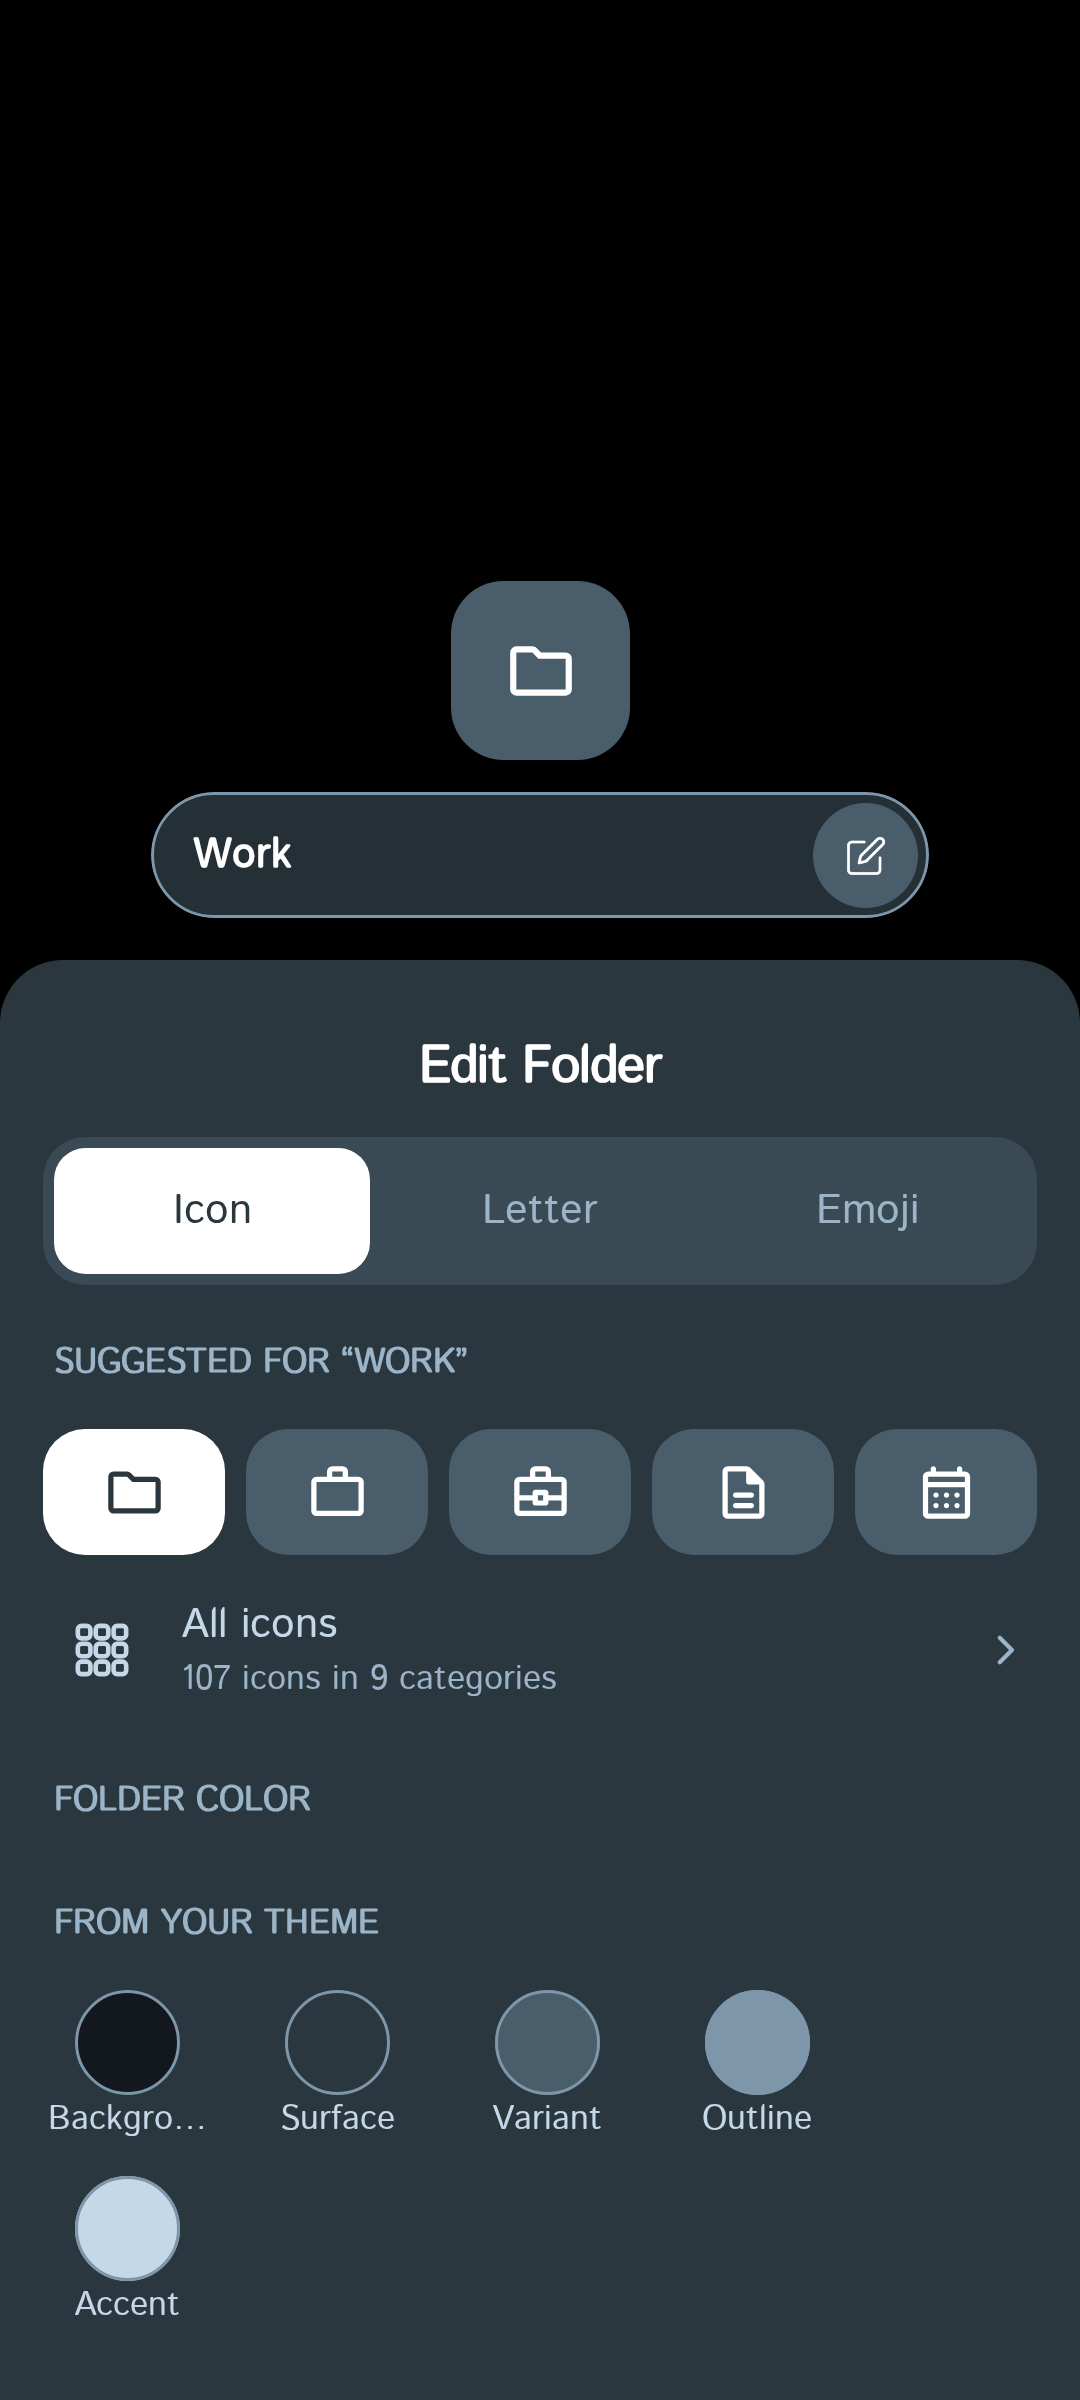 Work
Edit Folder
Icon
Letter
Emoji
SUGGESTED FOR “WORK”
All icons
107 icons in 9 categories
FOLDER COLOR
FROM YOUR THEME
Backgro...
Surface
Variant
Outline
Accent